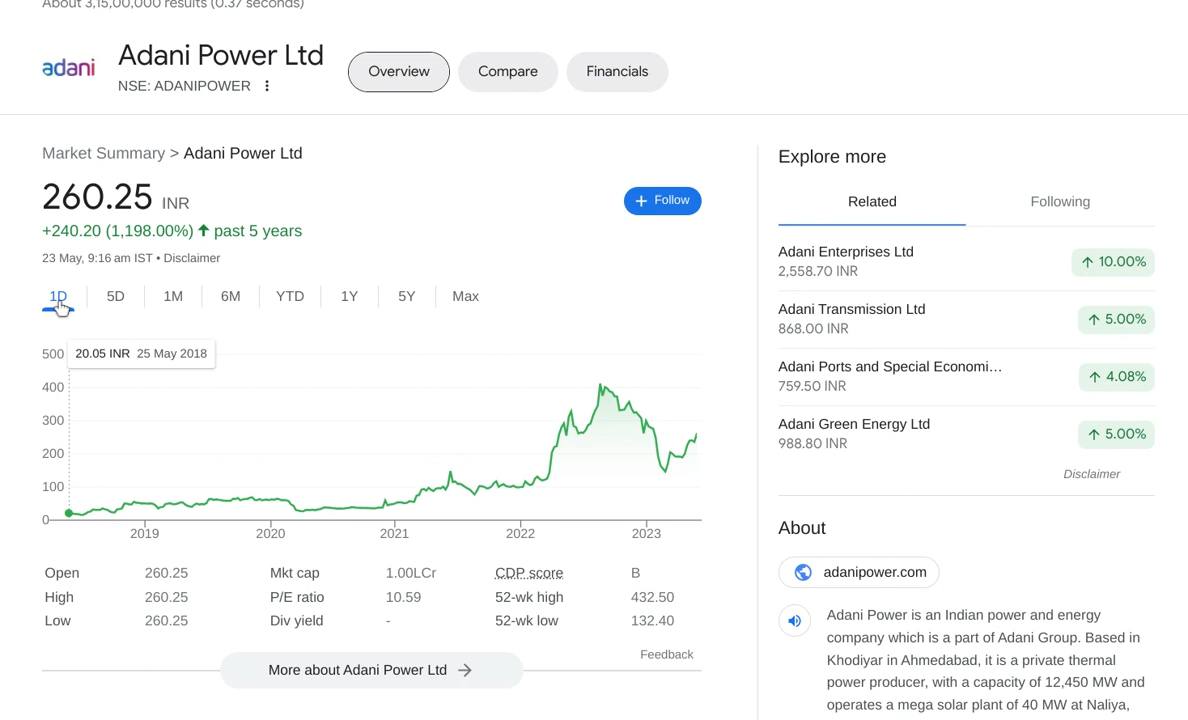 About 3,15,00,000 results (0.37 seconds)
adani
Adani Power Ltd
NSE: ADANIPOWER
Overview
Compare
Financials
Market Summary > Adani Power Ltd
260.25 INR
+ Follow
+240.20 (1,198.00%) ↑ past 5 years
23 May, 9:16 am IST • Disclaimer
1D 5D 1M 6M YTD 1Y 5Y Max
20.05 INR 25 May 2018
500
400
300
200
100
0
2019 2020 2021 2022 2023
Open 260.25 Mkt cap 1.00LCr CDP score B
High 260.25 P/E ratio 10.59 52-wk high 432.50
Low 260.25 Div yield - 52-wk low 132.40
Feedback
More about Adani Power Ltd →
Explore more
Related Following
Adani Enterprises Ltd
2,558.70 INR
↑ 10.00%
Adani Transmission Ltd
868.00 INR
↑ 5.00%
Adani Ports and Special Economi...
759.50 INR
↑ 4.08%
Adani Green Energy Ltd
988.80 INR
↑ 5.00%
Disclaimer
About
adanipower.com
Adani Power is an Indian power and energy
company which is a part of Adani Group. Based in
Khodiyar in Ahmedabad, it is a private thermal
power producer, with a capacity of 12,450 MW and
operates a mega solar plant of 40 MW at Naliya,